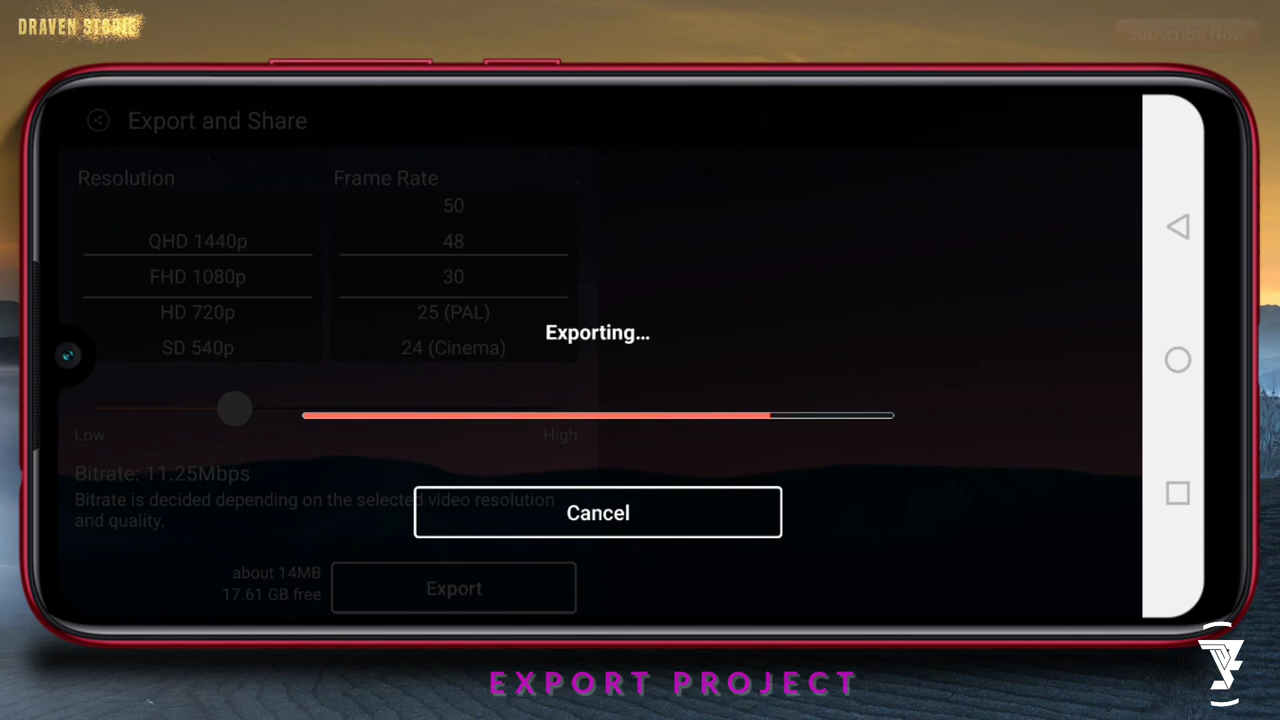 DRAVEN STORIE
Subscribe Now
Export and Share
Resolution
Frame Rate
50
QHD 1440p
48
FHD 1080p
30
HD 720p
25 (PAL)
SD 540p
24 (Cinema)
Exporting...
Low
High
Bitrate: 11.25Mbps
Bitrate is decided depending on the selected video resolution
and quality.
Cancel
about 14MB
17.61 GB free
Export
EXPORT PROJECT